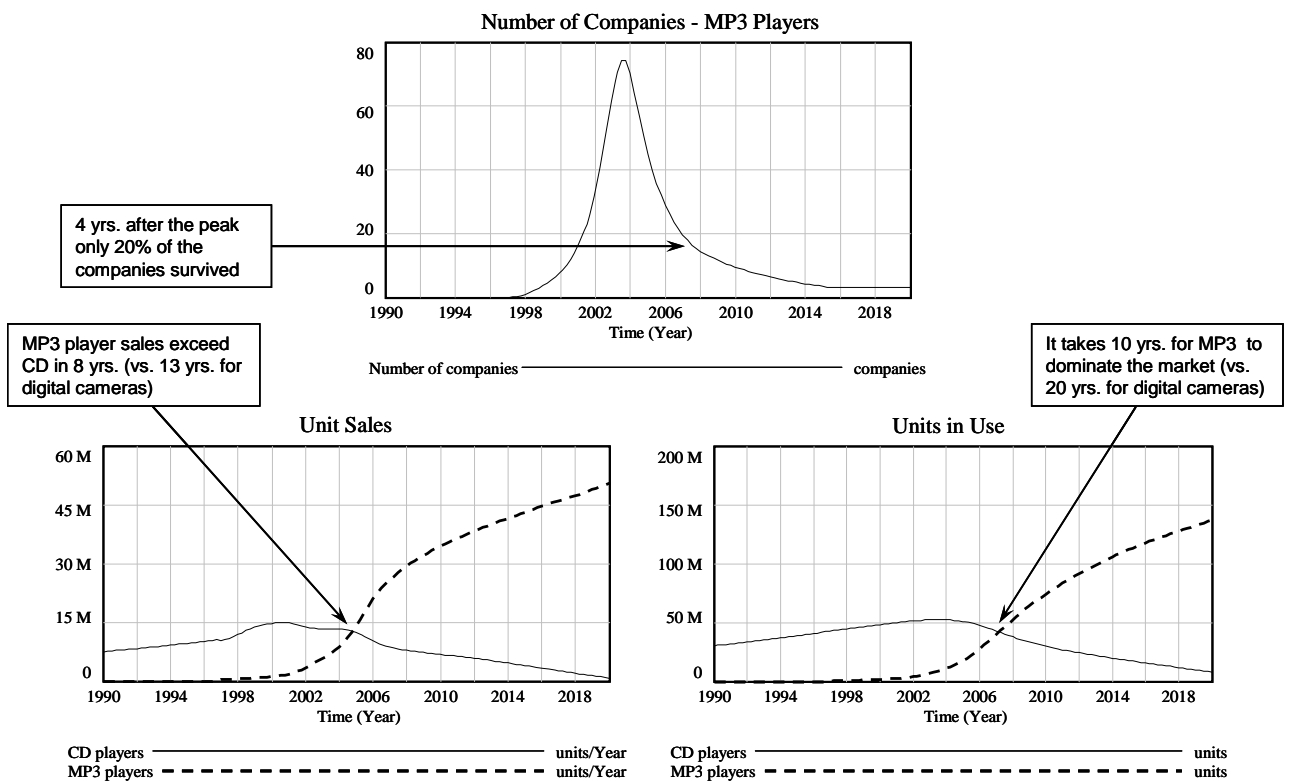 Number of Companies - MP3 Players
80
60
40
20
0
1990 1994 1998 2002 2006 2010 2014 2018
Time (Year)
Number of companies companies
4 yrs. after the peak
only 20% of the
companies survived
MP3 player sales exceed
CD in 8 yrs. (vs. 13 yrs. for
digital cameras)
It takes 10 yrs. for MP3 to
dominate the market (vs.
20 yrs. for digital cameras)
Unit Sales
60 M
45 M
30 M
15 M
0
1990 1994 1998 2002 2006 2010 2014 2018
Time (Year)
CD players units/Year
MP3 players units/Year
Units in Use
200 M
150 M
100 M
50 M
0
1990 1994 1998 2002 2006 2010 2014 2018
Time (Year)
CD players units
MP3 players units